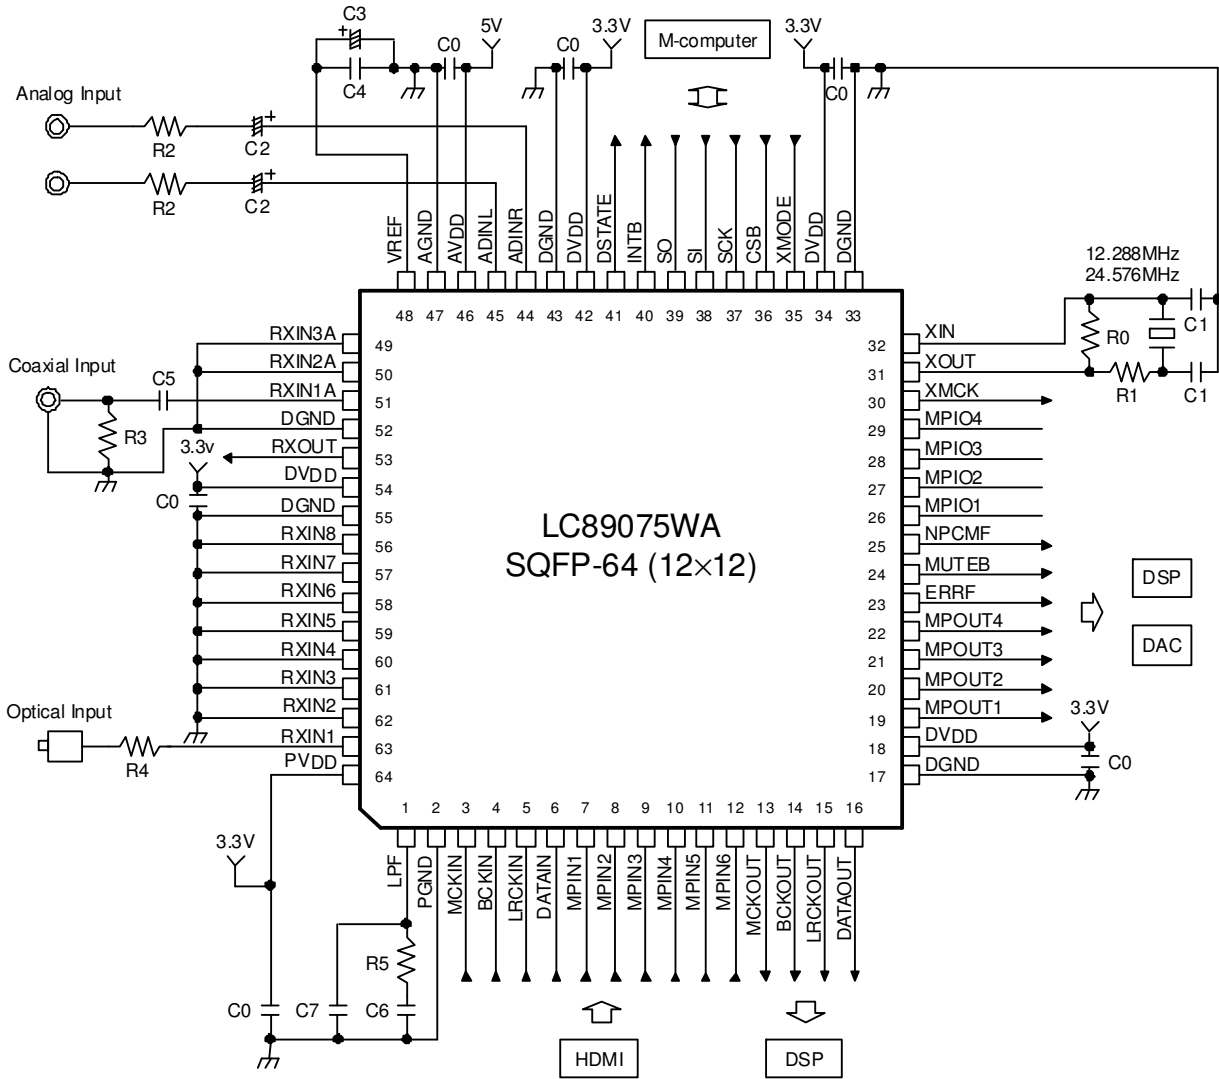 C3
5V
3.3V
M-computer
3.3V
C0
C0
C4
C0
Analog Input
R2
C2
R2
C2
VREF
AGND
AVDD
ADINL
ADINR
DGND
DVDD
DSTATE
INTB
SO
SI
SCK
CSB
XMODE
DVDD
DGND
12.288MHz
24.576MHz
48 47 46 45 44 43 42 41 40 39 38 37 36 35 34 33
RXIN3A 49
RXIN2A 50
RXIN1A 51
DGND 52
RXOUT 53
DVDD 54
DGND 55
RXIN8 56
RXIN7 57
RXIN6 58
RXIN5 59
RXIN4 60
RXIN3 61
RXIN2 62
RXIN1 63
PVDD 64
Coaxial Input
C5
R3
3.3v
C0
Optical Input
R4
LC89075WA
SQFP-64 (12×12)
32 XIN
31 XOUT
30 XMCK
29 MPIO4
28 MPIO3
27 MPIO2
26 MPIO1
25 NPCMF
24 MUTEB
23 ERRF
22 MPOUT4
21 MPOUT3
20 MPOUT2
19 MPOUT1
18 DVDD
17 DGND
R0
C1
R1
C1
DSP
DAC
3.3V
C0
1 2 3 4 5 6 7 8 9 10 11 12 13 14 15 16
LPF
PGND
MCKIN
BCKIN
LRCKIN
DATAIN
MPIN1
MPIN2
MPIN3
MPIN4
MPIN5
MPIN6
MCKOUT
BCKOUT
LRCKOUT
DATAOUT
3.3V
R5
C0
C7
C6
HDMI
DSP